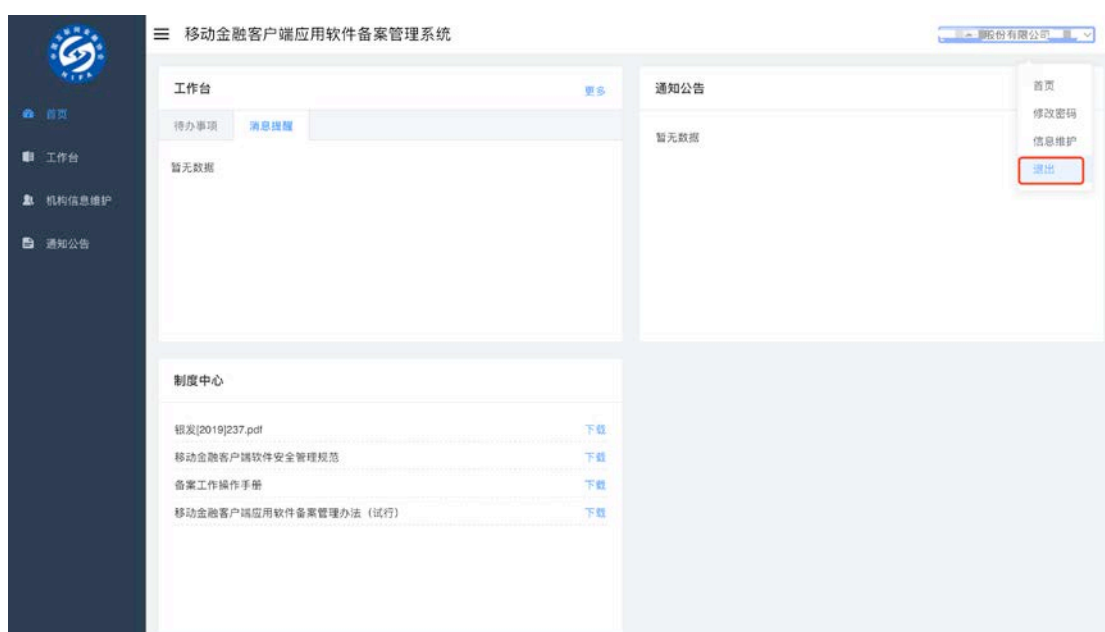 NIFA
移动金融客户端应用软件备案管理系统
股份有限公司
首页
修改密码
信息维护
退出
首页
工作台
机构信息维护
通知公告
工作台
更多
待办事项
消息提醒
暂无数据
通知公告
暂无数据
制度中心
银发[2019]237.pdf
下载
移动金融客户端软件安全管理规范
下载
备案工作操作手册
下载
移动金融客户端应用软件备案管理办法（试行）
下载